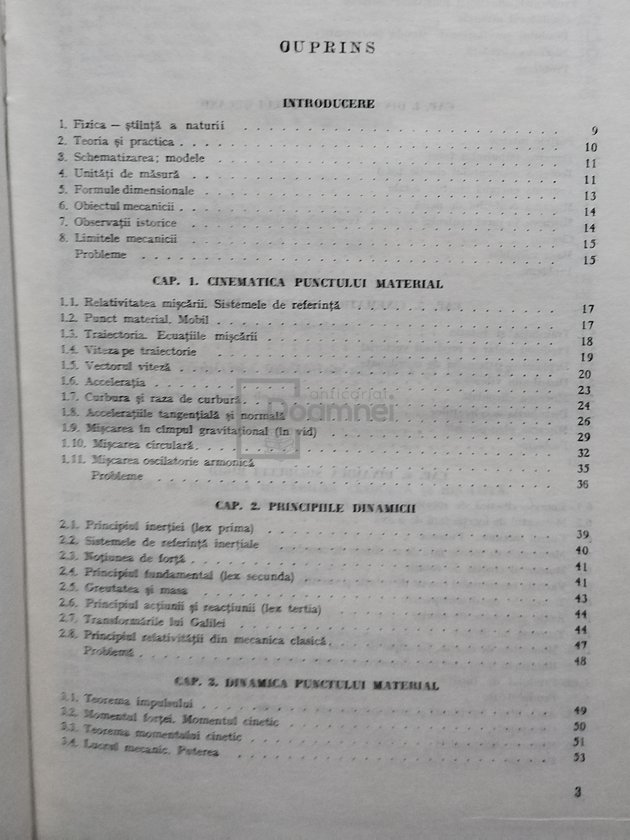 CUPRINS
INTRODUCERE
1. Fizica — știință a naturii . . . . . . . . . . 9
2. Teoria și practica . . . . . . . . . . 10
3. Schematizarea; modele . . . . . . . . . . 11
4. Unități de măsură . . . . . . . . . . 11
5. Formule dimensionale . . . . . . . . . . 13
6. Obiectul mecanicii . . . . . . . . . . 14
7. Observații istorice . . . . . . . . . . 14
8. Limitele mecanicii . . . . . . . . . . 15
Probleme . . . . . . . . . . 15
CAP. 1. CINEMATICA PUNCTULUI MATERIAL
1.1. Relativitatea mișcării. Sistemele de referință . . . . . . . . . . 17
1.2. Punct material. Mobil . . . . . . . . . . 17
1.3. Traiectoria. Ecuațiile mișcării . . . . . . . . . . 18
1.4. Viteza pe traiectorie . . . . . . . . . . 19
1.5. Vectorul viteză . . . . . . . . . . 20
1.6. Accelerația . . . . . . . . . . 23
1.7. Curbura și raza de curbură . . . . . . . . . . 24
1.8. Accelerațiile tangențială și normală . . . . . . . . . . 26
1.9. Mișcarea în cîmpul gravitațional (în vid) . . . . . . . . . . 29
1.10. Mișcarea circulară . . . . . . . . . . 32
1.11. Mișcarea oscilatorie armonică . . . . . . . . . . 35
Probleme . . . . . . . . . . 36
anticariat
Doamnei
CAP. 2. PRINCIPIILE DINAMICII
2.1. Principiul inerției (lex prima) . . . . . . . . . . 39
2.2. Sistemele de referință inerțiale . . . . . . . . . . 40
2.3. Noțiunea de forță . . . . . . . . . . 41
2.4. Principiul fundamental (lex secunda) . . . . . . . . . . 41
2.5. Greutatea și masa . . . . . . . . . . 43
2.6. Principiul acțiunii și reacțiunii (lex tertia) . . . . . . . . . . 44
2.7. Transformările lui Galilei . . . . . . . . . . 44
2.8. Principiul relativității din mecanica clasică . . . . . . . . . . 47
Problemă . . . . . . . . . . 48
CAP. 3. DINAMICA PUNCTULUI MATERIAL
3.1. Teorema impulsului . . . . . . . . . . 49
3.2. Momentul forței. Momentul cinetic . . . . . . . . . . 50
3.3. Teorema momentului cinetic . . . . . . . . . . 51
3.4. Lucrul mecanic. Puterea . . . . . . . . . . 53
3